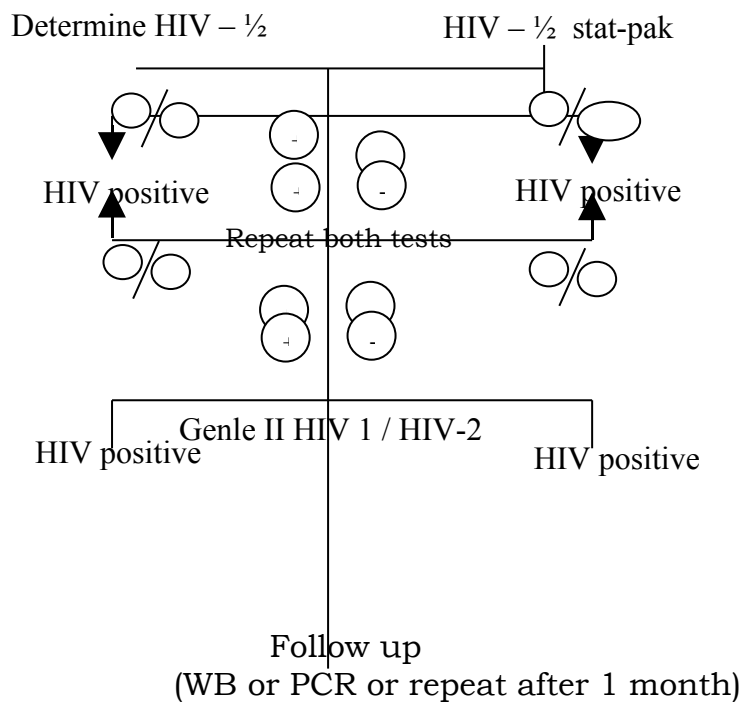 Determine HIV – ½ HIV – ½ stat-pak
-
HIV positive HIV positive
+ -
Repeat both tests
+ -
Genle II HIV 1 / HIV-2
HIV positive HIV positive
Follow up
(WB or PCR or repeat after 1 month)